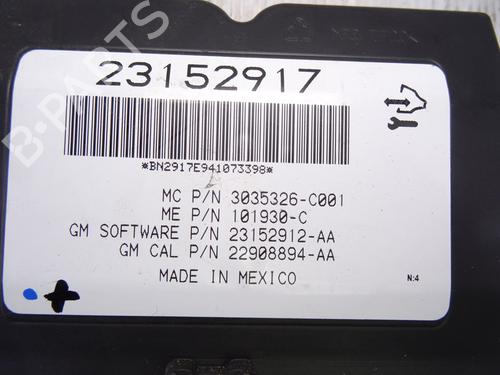 23152917
*BN2917E941073398*
MC P/N 3035326-C001
ME P/N 101930-C
GM SOFTWARE P/N 23152912-AA
GM CAL P/N 22908894-AA
MADE IN MEXICO
N:4
B-PARTS